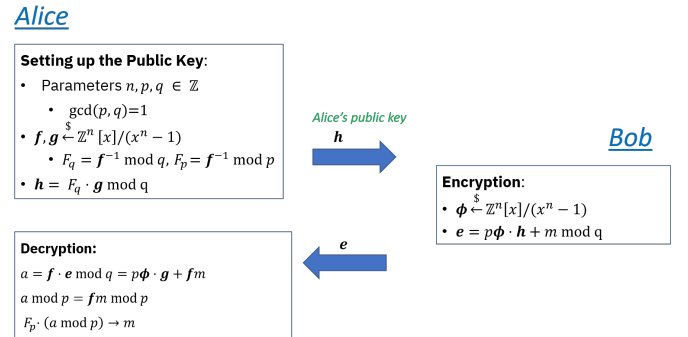 Alice
Setting up the Public Key:
• Parameters n, p, q ∈ ℤ
• gcd(p, q)=1
• f, g ←$ ℤⁿ [x]/(xⁿ − 1)
• F_q = f⁻¹ mod q, F_p = f⁻¹ mod p
• h = F_q · g mod q
Alice's public key
h
Bob
Encryption:
• ϕ ←$ ℤⁿ[x]/(xⁿ − 1)
• e = pϕ · h + m mod q
e
Decryption:
a = f · e mod q = pϕ · g + fm
a mod p = fm mod p
F_p· (a mod p) → m